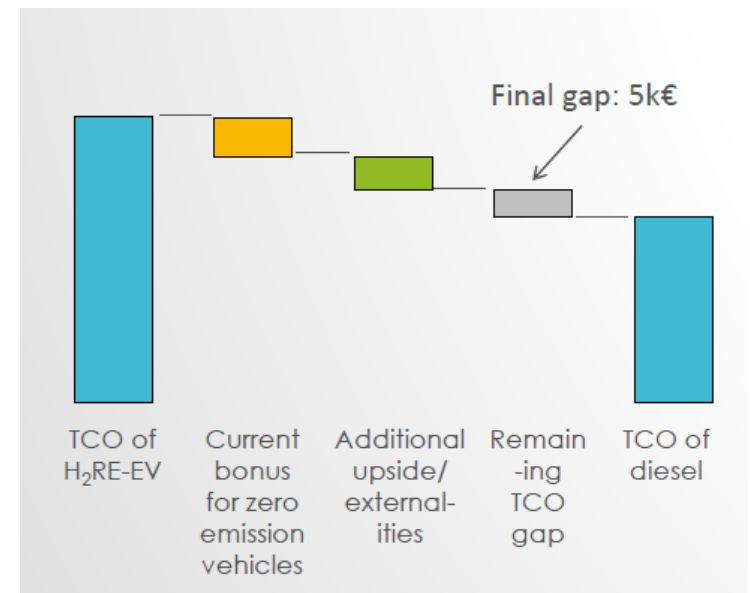 Final gap: 5k€
TCO of
H₂RE-EV
Current
bonus
for zero
emission
vehicles
Additional
upside/
external-
ities
Remain
-ing
TCO
gap
TCO of
diesel